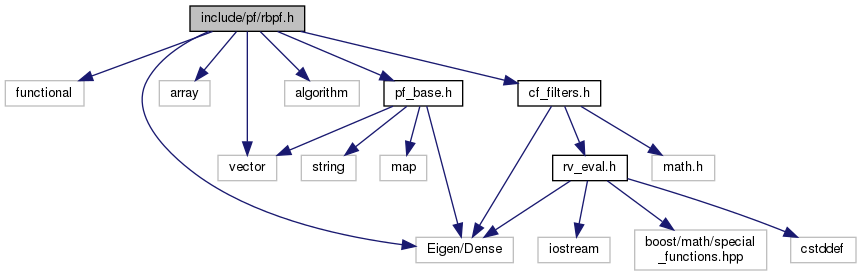 include/pf/rbpf.h
functional
array
algorithm
pf_base.h
cf_filters.h
vector
string
map
rv_eval.h
math.h
Eigen/Dense
iostream
boost/math/special
_functions.hpp
cstddef